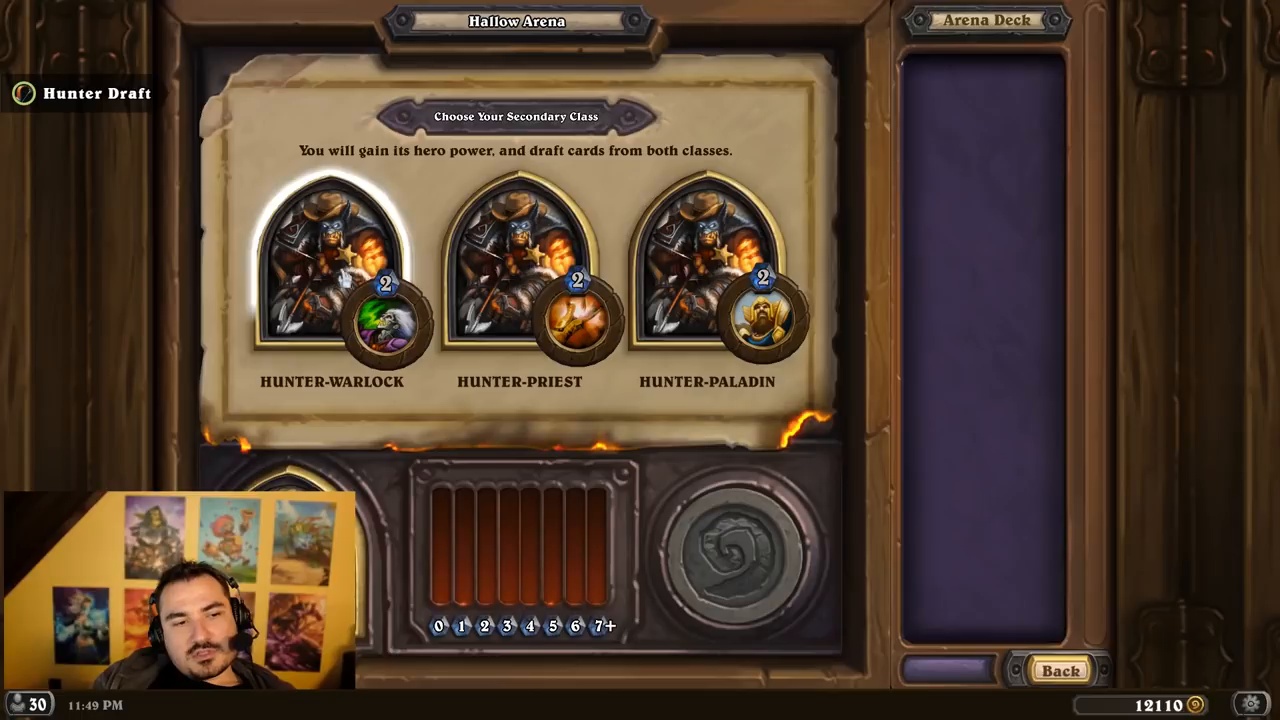 Hallow Arena
Arena Deck
Hunter Draft
Choose Your Secondary Class
You will gain its hero power, and draft cards from both classes.
2
2
2
HUNTER-WARLOCK
HUNTER-PRIEST
HUNTER-PALADIN
0 1 2 3 4 5 6 7+
Back
30
11:49 PM
12110